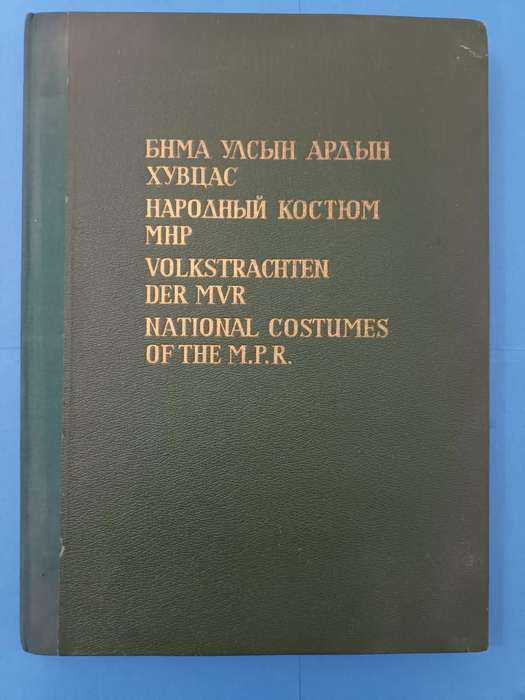 БНМА УЛСЫН АРДЫН
ХУВЦАС
НАРОДНЫЙ КОСТЮМ
МНР
VOLKSTRACHTEN
DER MVR
NATIONAL COSTUMES
OF THE M.P.R.